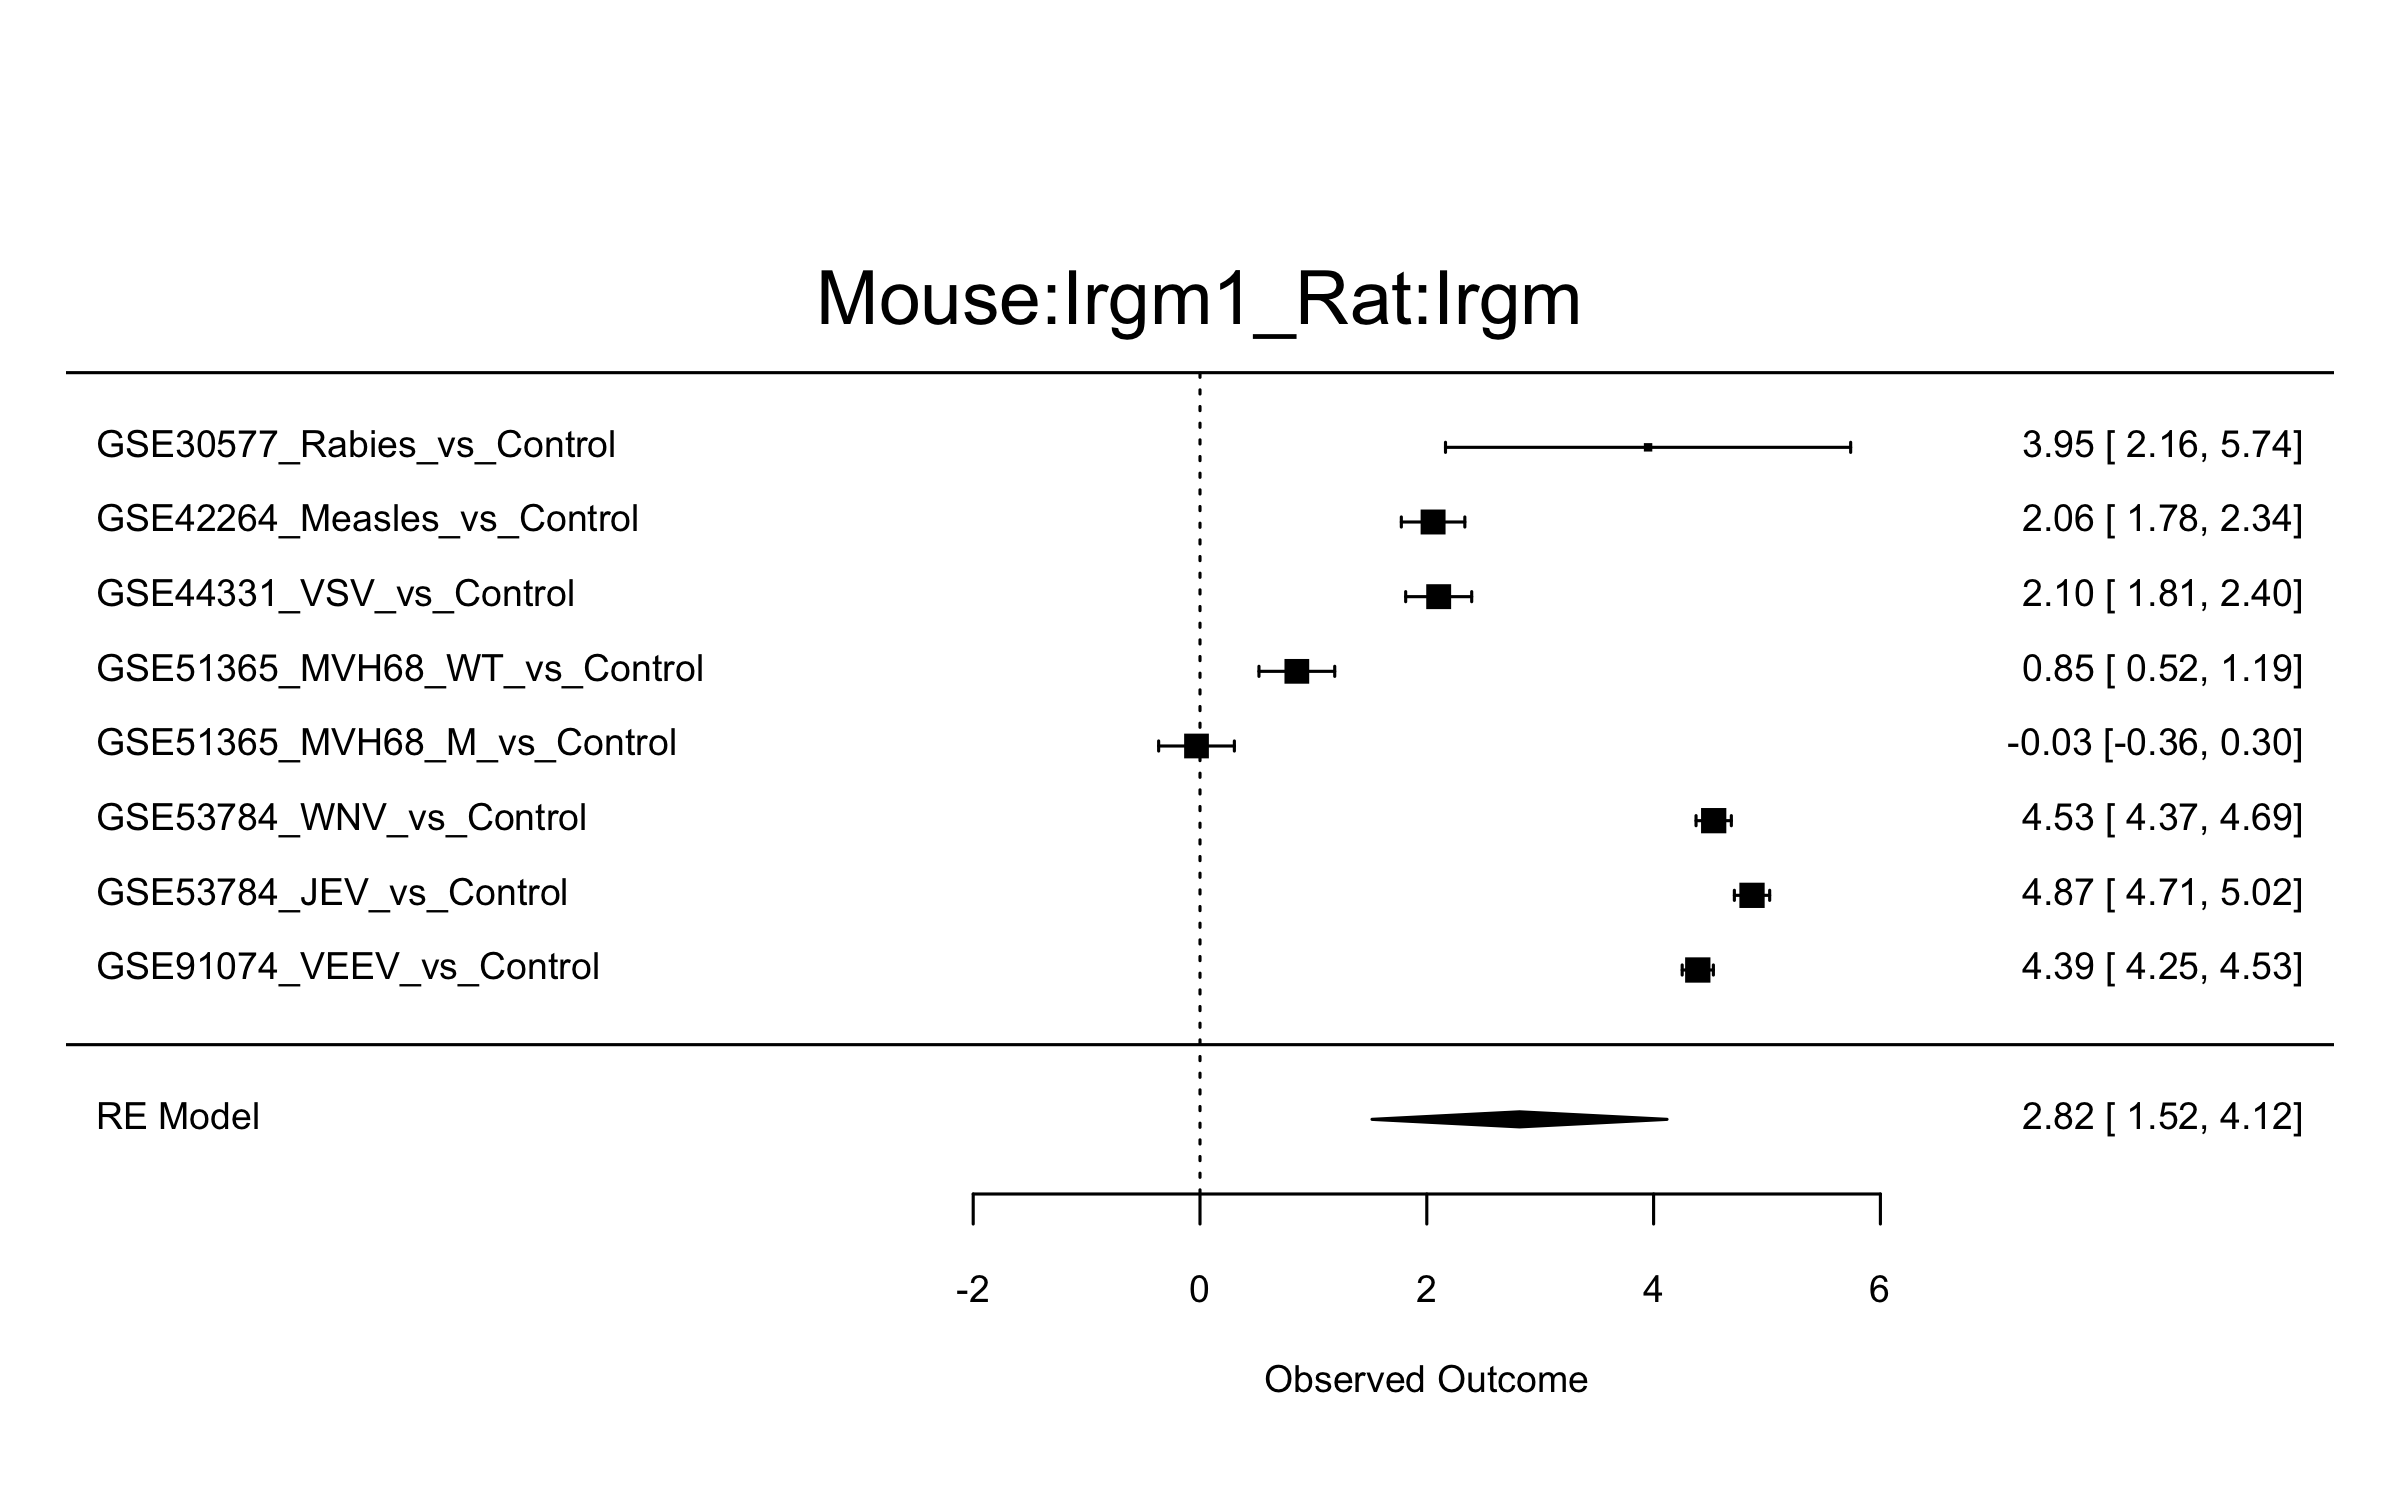 Mouse:Irgm1_Rat:Irgm
GSE30577_Rabies_vs_Control 3.95 [ 2.16, 5.74]
GSE42264_Measles_vs_Control 2.06 [ 1.78, 2.34]
GSE44331_VSV_vs_Control 2.10 [ 1.81, 2.40]
GSE51365_MVH68_WT_vs_Control 0.85 [ 0.52, 1.19]
GSE51365_MVH68_M_vs_Control -0.03 [-0.36, 0.30]
GSE53784_WNV_vs_Control 4.53 [ 4.37, 4.69]
GSE53784_JEV_vs_Control 4.87 [ 4.71, 5.02]
GSE91074_VEEV_vs_Control 4.39 [ 4.25, 4.53]
RE Model 2.82 [ 1.52, 4.12]
-2 0 2 4 6
Observed Outcome